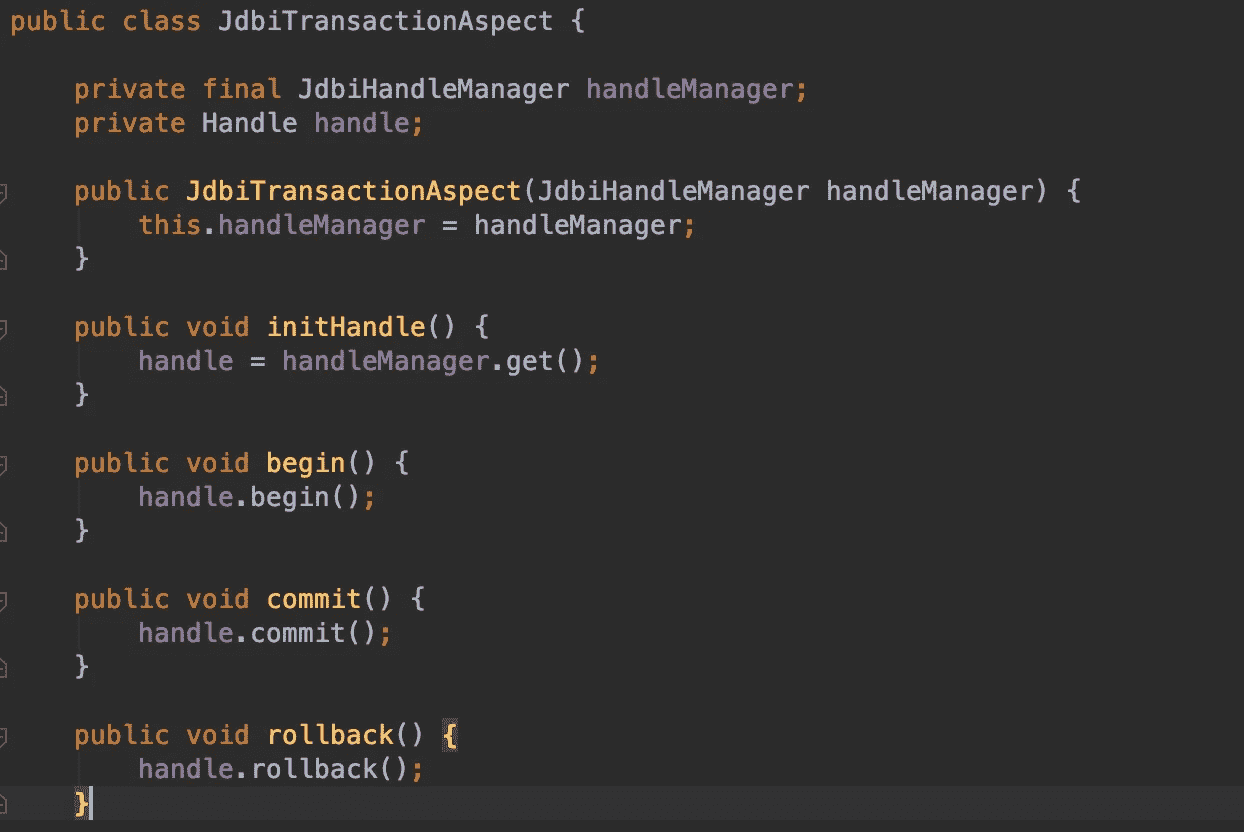 public class JdbiTransactionAspect {
private final JdbiHandleManager handleManager;
private Handle handle;
public JdbiTransactionAspect(JdbiHandleManager handleManager) {
this.handleManager = handleManager;
}
public void initHandle() {
handle = handleManager.get();
}
public void begin() {
handle.begin();
}
public void commit() {
handle.commit();
}
public void rollback() {
handle.rollback();
}